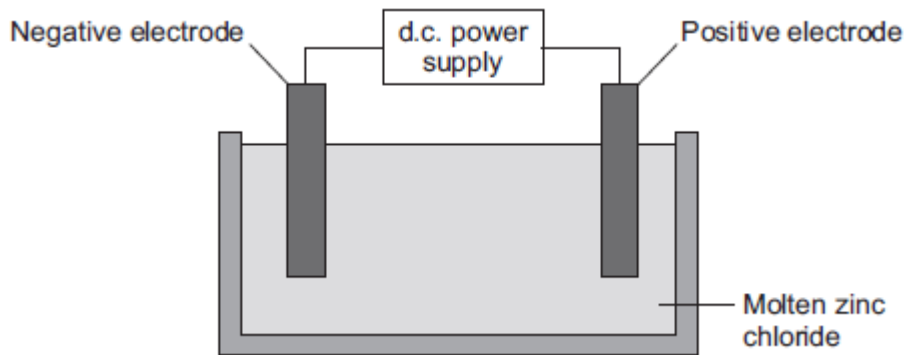 Negative electrode
d.c. power
supply
Positive electrode
Molten zinc
chloride